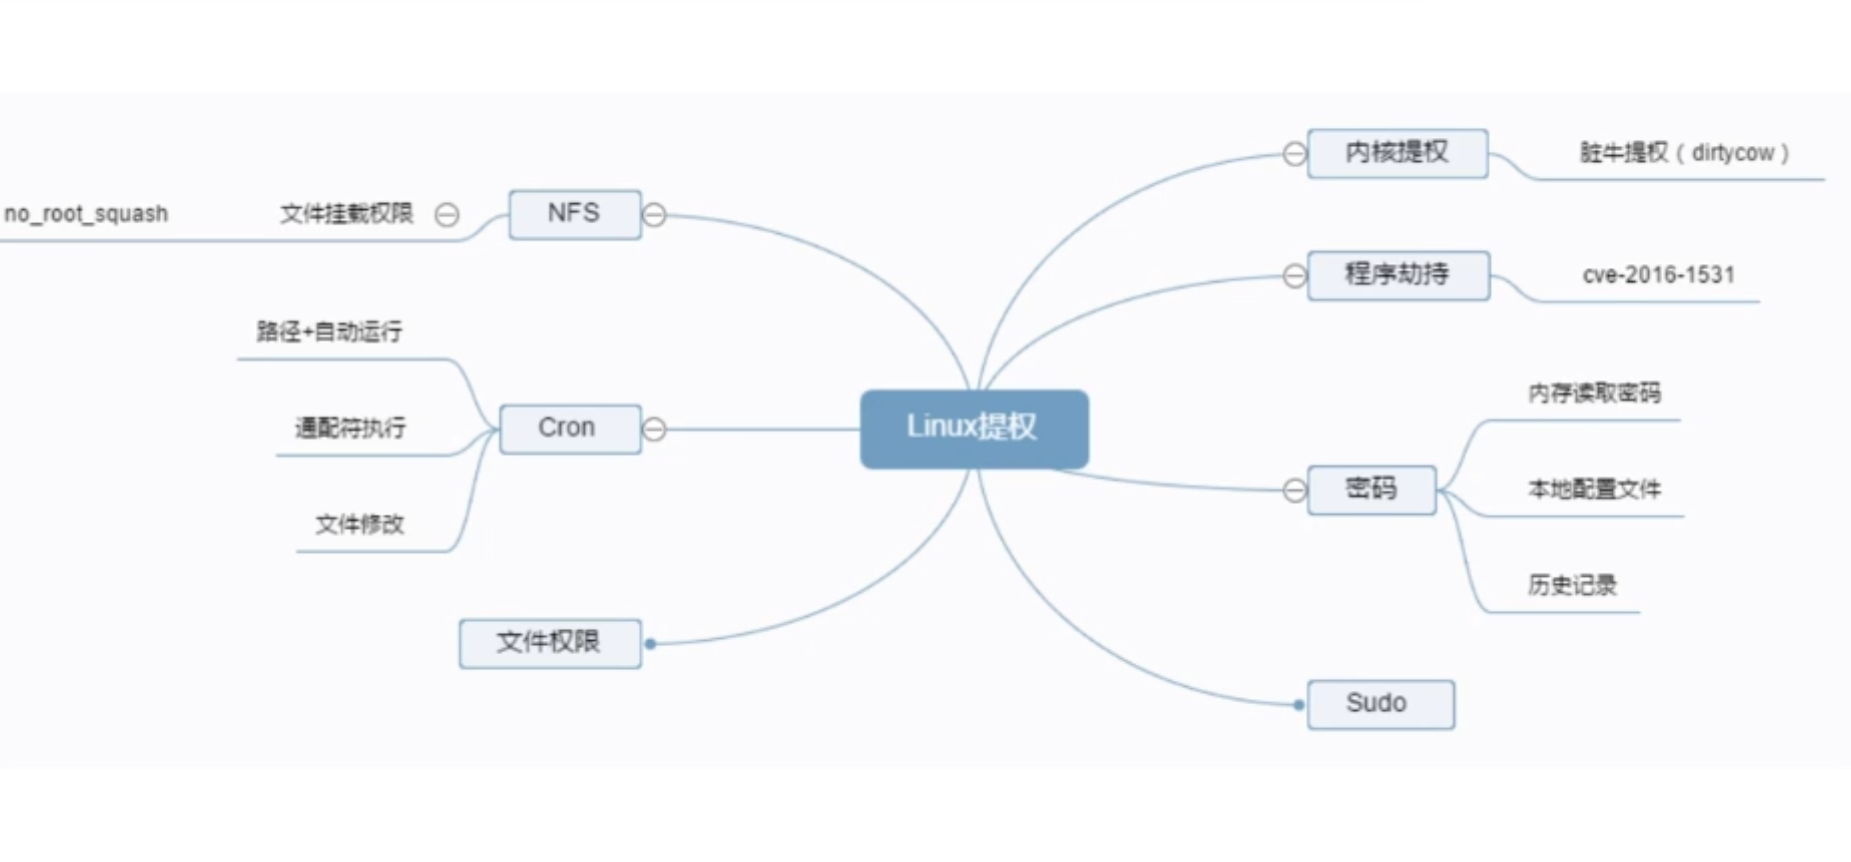 Linux提权
内核提权
脏牛提权（dirtycow）
程序劫持
cve-2016-1531
密码
内存读取密码
本地配置文件
历史记录
Sudo
NFS
文件挂载权限
no_root_squash
Cron
路径+自动运行
通配符执行
文件修改
文件权限